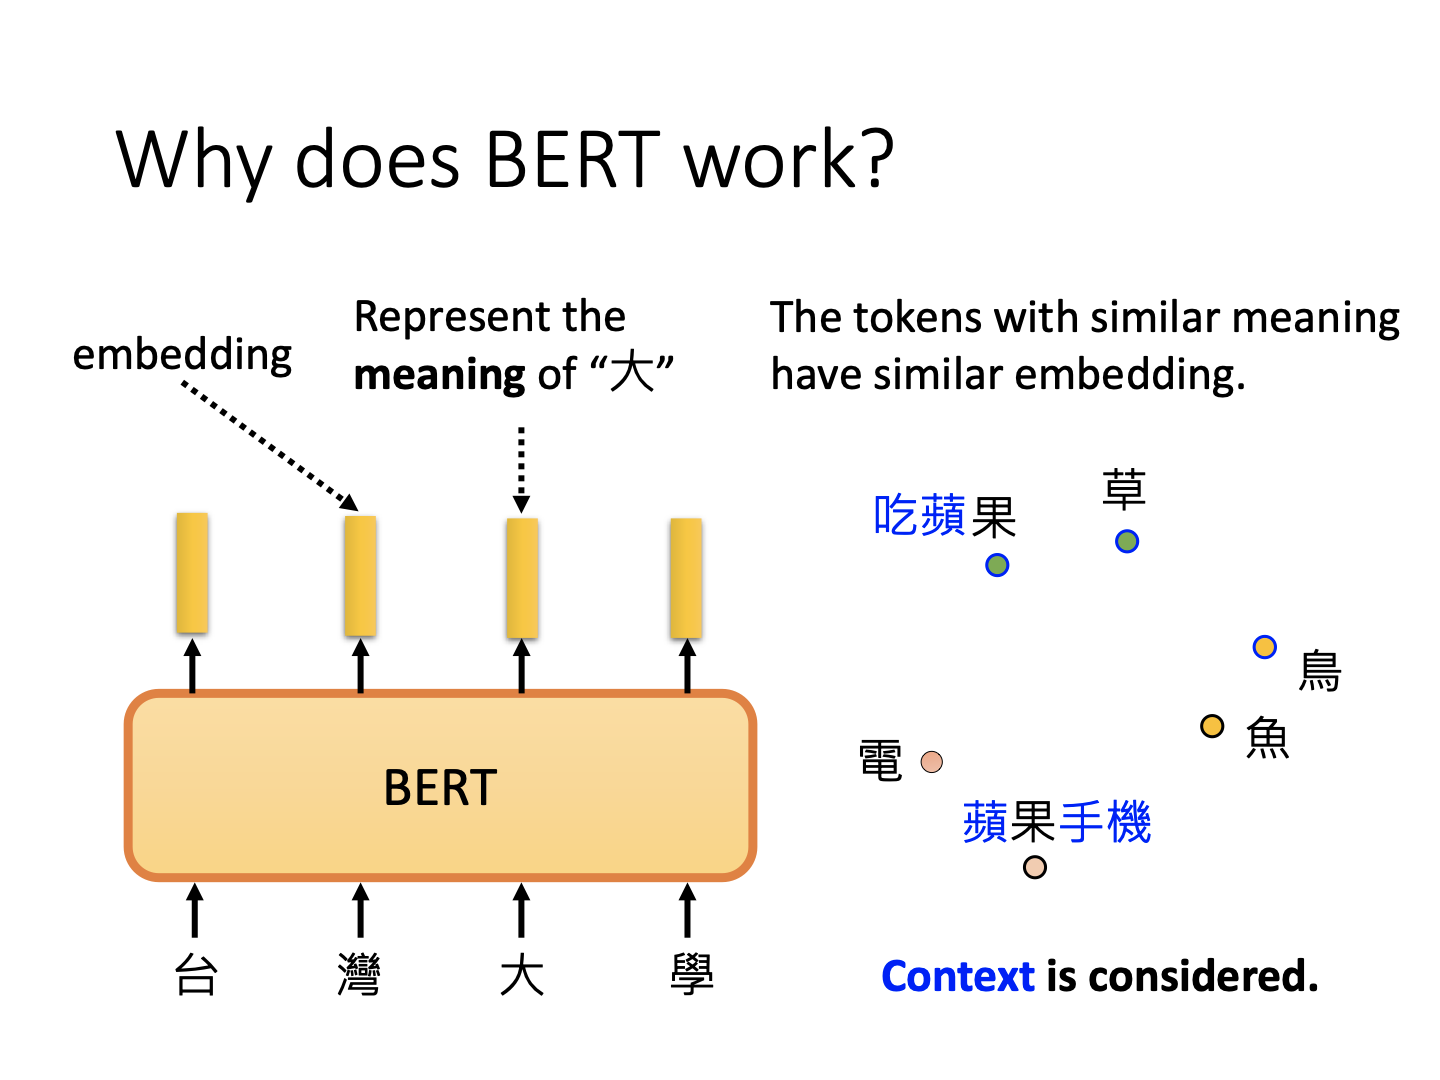 Why does BERT work?
embedding
Represent the
meaning of “大”
The tokens with similar meaning
have similar embedding.
吃蘋果
草
鳥
魚
電
蘋果手機
BERT
台 灣 大 學
Context is considered.